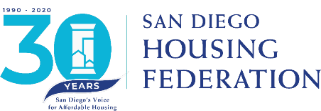 1990 - 2020
30
YEARS
San Diego's Voice
for Affordable Housing
SAN DIEGO
HOUSING
FEDERATION